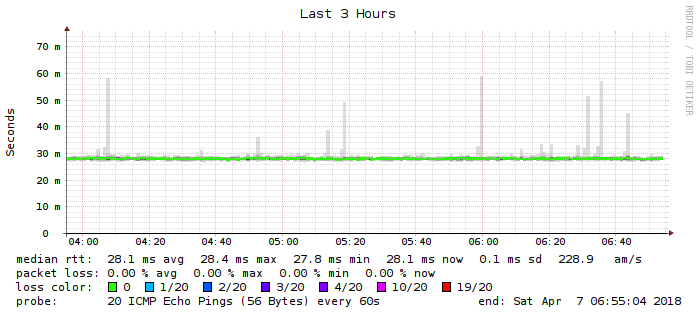 Last 3 Hours
RRDTOOL / TOBI OETIKER
Seconds
70 m
60 m
50 m
40 m
30 m
20 m
10 m
0
04:00 04:20 04:40 05:00 05:20 05:40 06:00 06:20 06:40
median rtt: 28.1 ms avg 28.4 ms max 27.8 ms min 28.1 ms now 0.1 ms sd 228.9 am/s
packet loss: 0.00 % avg 0.00 % max 0.00 % min 0.00 % now
loss color: 0 1/20 2/20 3/20 4/20 10/20 19/20
probe: 20 ICMP Echo Pings (56 Bytes) every 60s end: Sat Apr 7 06:55:04 2018